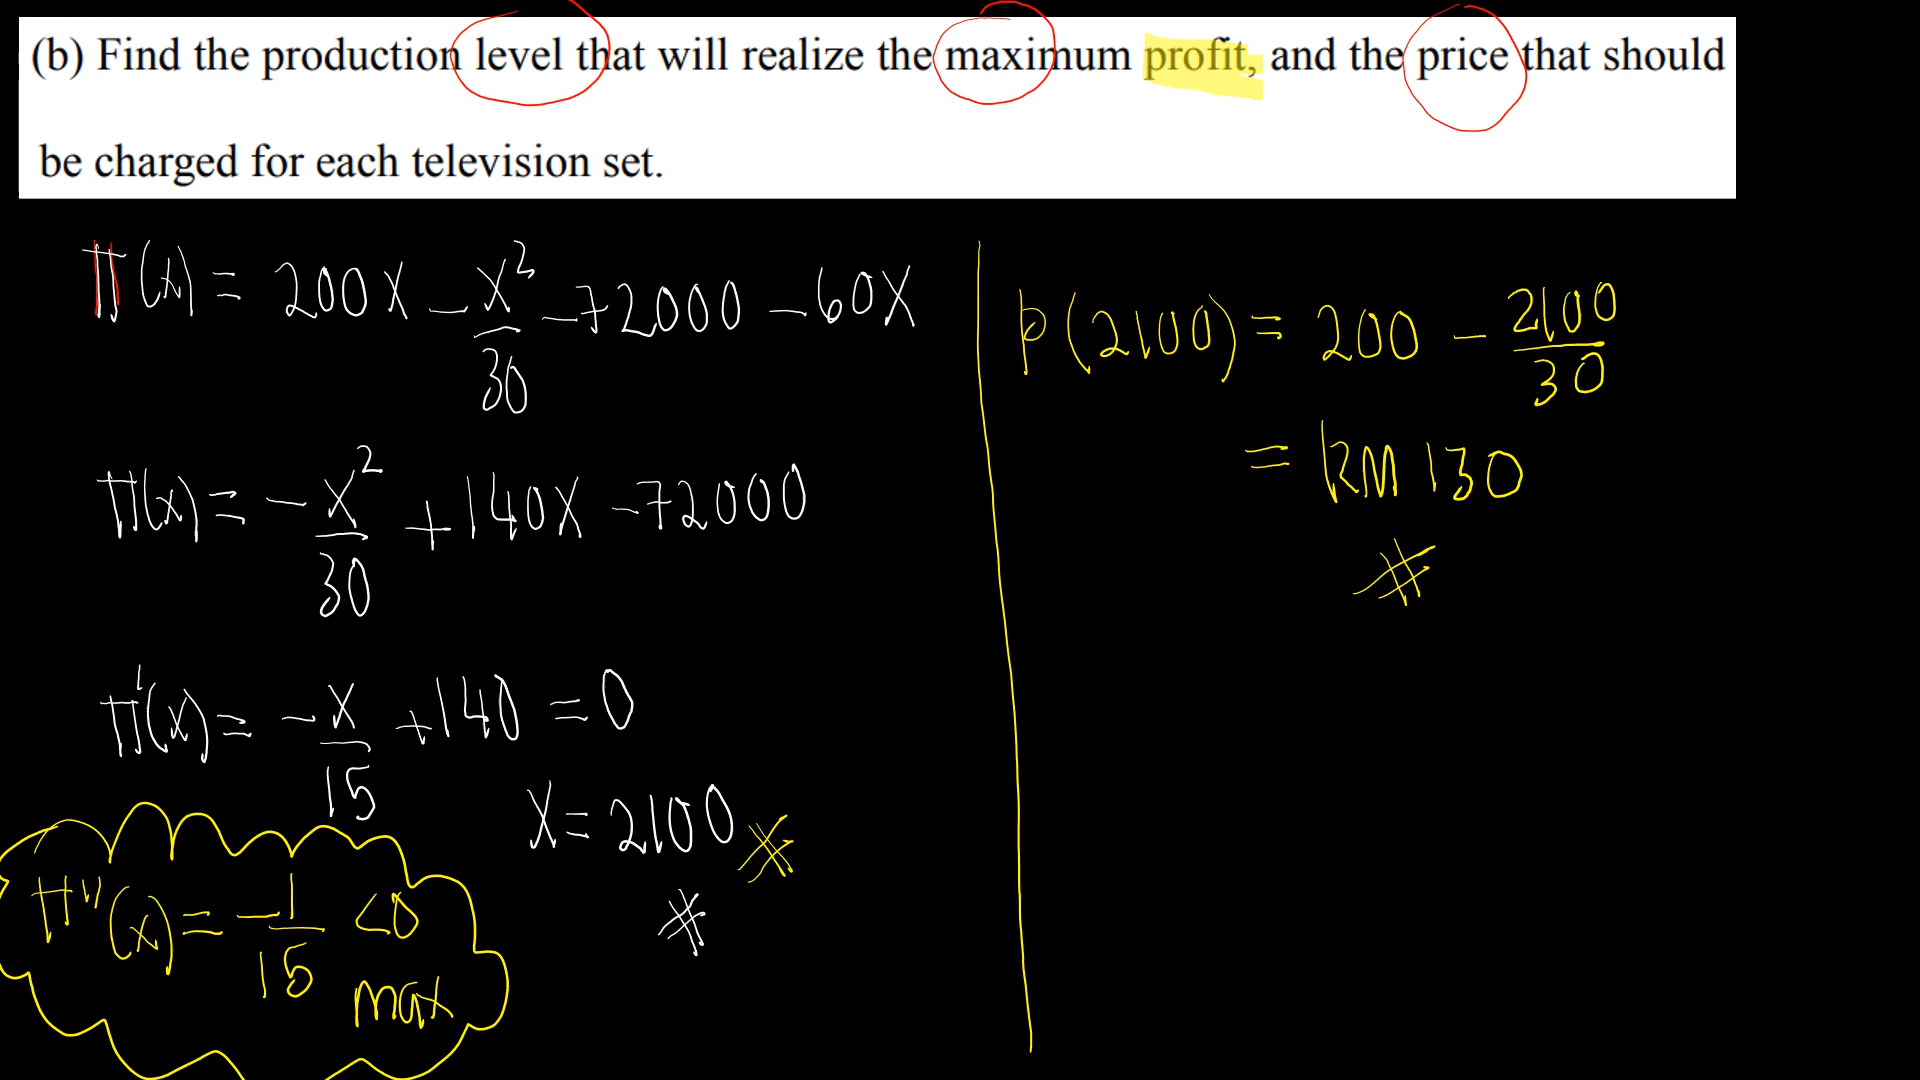 (b) Find the production level that will realize the maximum profit, and the price that should
be charged for each television set.
π(x) = 200x - x²/30 - 72000 - 60x
π(x) = -x²/30 + 140x - 72000
π'(x) = -x/15 + 140 = 0
x = 2100
π''(x) = -1/15 <0
max
p(2100) = 200 - 2100/30
= RM 130